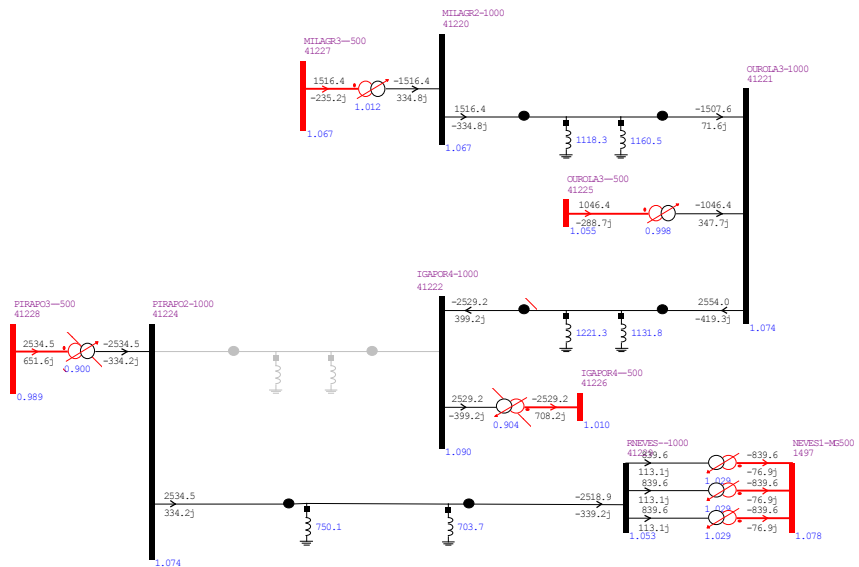 MILAGR2-1000
41220
MILAGR3--500
41227
1516.4
-235.2j
1.012
-1516.4
334.8j
1.067
1.067
1516.4
-334.8j
1118.3
1160.5
-1507.6
71.6j
OUROLA3-1000
41221
OUROLA3--500
41225
1046.4
-288.7j
1.055
0.998
-1046.4
347.7j
IGAPOR4-1000
41222
-2529.2
399.2j
1221.3
1131.8
2554.0
-419.3j
1.074
PIRAPO3--500
41228
2534.5
651.6j
0.900
-2534.5
-334.2j
0.989
PIRAPO2-1000
41224
IGAPOR4--500
41226
2529.2
-399.2j
0.904
-2529.2
708.2j
1.010
1.090
RNEVES--1000
NEVES1-MG500
1497
839.6
113.1j
1.029
-839.6
-76.9j
839.6
113.1j
1.029
-839.6
-76.9j
839.6
113.1j
1.029
-839.6
-76.9j
1.053
1.078
2534.5
334.2j
750.1
703.7
-2518.9
-339.2j
1.074